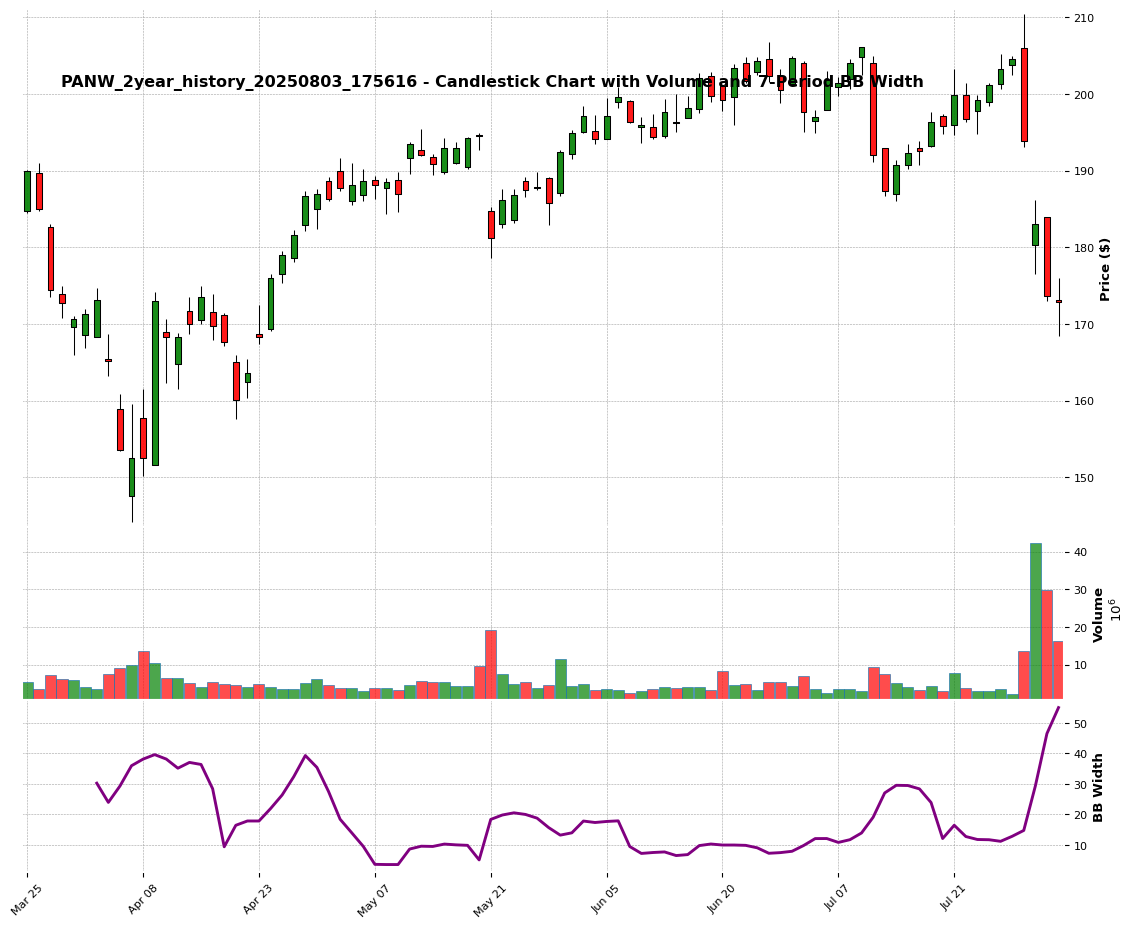 PANW_2year_history_20250803_175616 - Candlestick Chart with Volume and 7-Period BB Width
210
200
190
180
170
160
150
Price ($)
40
30
20
10
Volume
10^6
50
40
30
20
10
BB Width
Mar 25
Apr 08
Apr 23
May 07
May 21
Jun 05
Jun 20
Jul 07
Jul 21